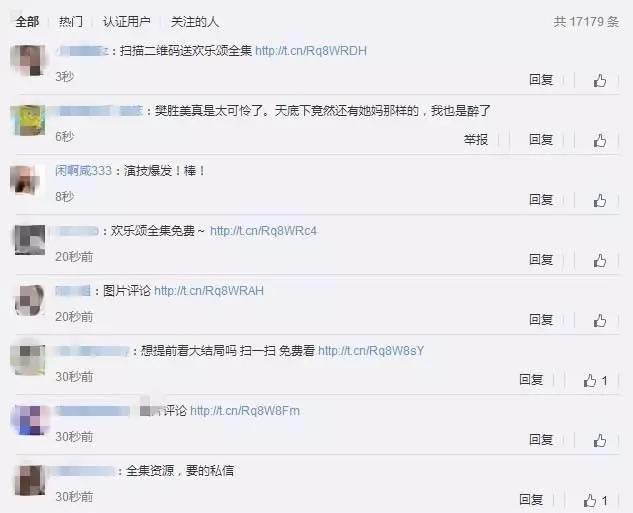 全部 热门 认证用户 关注的人 共 17179 条
：扫描二维码送欢乐颂全集 http://t.cn/Rq8WRDH
3秒
回复
：樊胜美真是太可怜了。天底下竟然还有她妈那样的，我也是醉了
6秒
举报 回复
闲啊咸333：演技爆发！棒！
8秒
回复
：欢乐颂全集免费～ http://t.cn/Rq8WRc4
20秒前
回复
：图片评论 http://t.cn/Rq8WRAH
20秒前
回复
：想提前看大结局吗 扫一扫 免费看 http://t.cn/Rq8W8sY
30秒前
回复 1
片评论 http://t.cn/Rq8W8Fm
30秒前
回复
：全集资源，要的私信
30秒前
回复 1